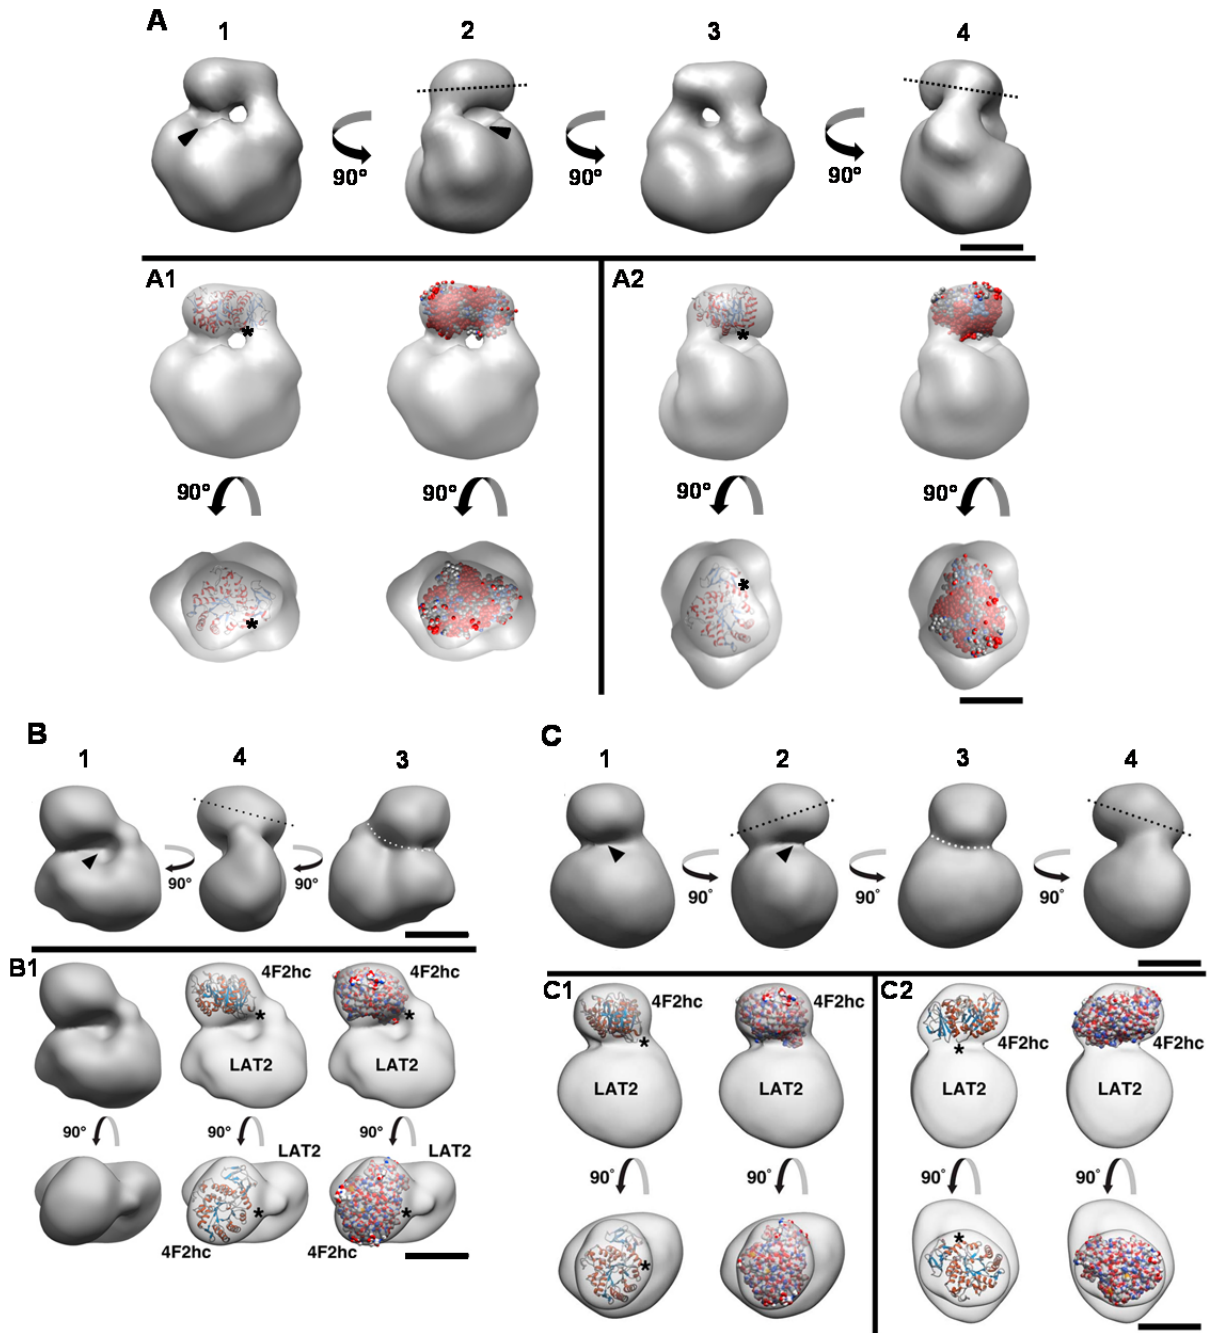 A
1 2 3 4
90° 90° 90°
A1 A2
* *
90° 90° 90° 90°
* *
B
1 4 3
90° 90°
B1
4F2hc 4F2hc
* *
LAT2
90° 90° 90°
LAT2 LAT2
* *
4F2hc 4F2hc
C
1 2 3 4
90° 90° 90°
C1 C2
4F2hc 4F2hc 4F2hc 4F2hc
* *
LAT2 LAT2 LAT2 LAT2
90° 90° 90° 90°
* *